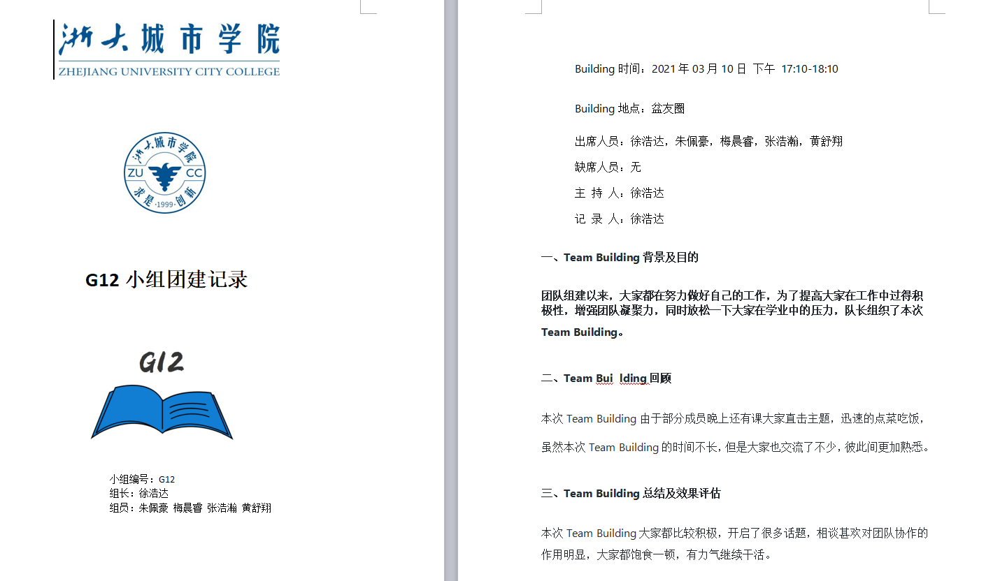 浙大城市学院
ZHEJIANG UNIVERSITY CITY COLLEGE
浙大城市学院
ZU CC
求是 ·1999· 创新
G12 小组团建记录
G12
小组编号：G12
组长：徐浩达
组员：朱佩豪 梅晨睿 张浩瀚 黄舒翔
Building 时间：2021 年 03 月 10 日 下午 17:10-18:10
Building 地点：盆友圈
出席人员：徐浩达，朱佩豪，梅晨睿，张浩瀚，黄舒翔
缺席人员：无
主 持 人：徐浩达
记 录 人：徐浩达
一、Team Building 背景及目的
团队组建以来，大家都在努力做好自己的工作，为了提高大家在工作中过得积
极性，增强团队凝聚力，同时放松一下大家在学业中的压力，队长组织了本次
Team Building。
二、Team Bui lding 回顾
本次 Team Building 由于部分成员晚上还有课大家直击主题，迅速的点菜吃饭，
虽然本次 Team Building 的时间不长，但是大家也交流了不少，彼此间更加熟悉。
三、Team Building 总结及效果评估
本次 Team Building 大家都比较积极，开启了很多话题，相谈甚欢对团队协作的
作用明显，大家都饱食一顿，有力气继续干活。